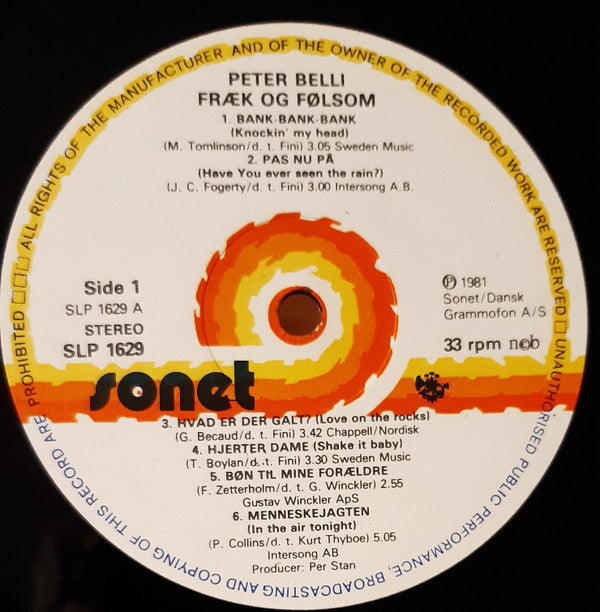 ALL RIGHTS OF THE MANUFACTURER AND OF THE OWNER OF THE RECORDED WORK ARE RESERVED □ UNAUTHORISED PUBLIC PERFORMANCE, BROADCASTING AND COPYING OF THIS RECORD ARE PROHIBITED □□□
PETER BELLI
FRÆK OG FØLSOM
1. BANK-BANK-BANK
(Knockin' my head)
(M. Tomlinson/d. t. Fini) 3.05 Sweden Music
2. PAS NU PÅ
(Have You ever seen the rain?)
(J. C. Fogerty/d. t. Fini) 3.00 Intersong A.B.
Side 1
SLP 1629 A
STEREO
SLP 1629
℗ 1981
Sonet/Dansk
Grammofon A/S
33 rpm ncb
sonet
3. HVAD ER DER GALT? (Love on the rocks)
(G. Becaud/d. t. Fini) 3.42 Chappell/Nordisk
4. HJERTER DAME (Shake it baby)
(T. Boylan/d. t. Fini) 3.30 Sweden Music
5. BØN TIL MINE FORÆLDRE
(F. Zetterholm/d. t. G. Winckler) 2.55
Gustav Winckler ApS
6. MENNESKEJAGTEN
(In the air tonight)
(P. Collins/d. t. Kurt Thyboe) 5.05
Intersong AB
Producer: Per Stan